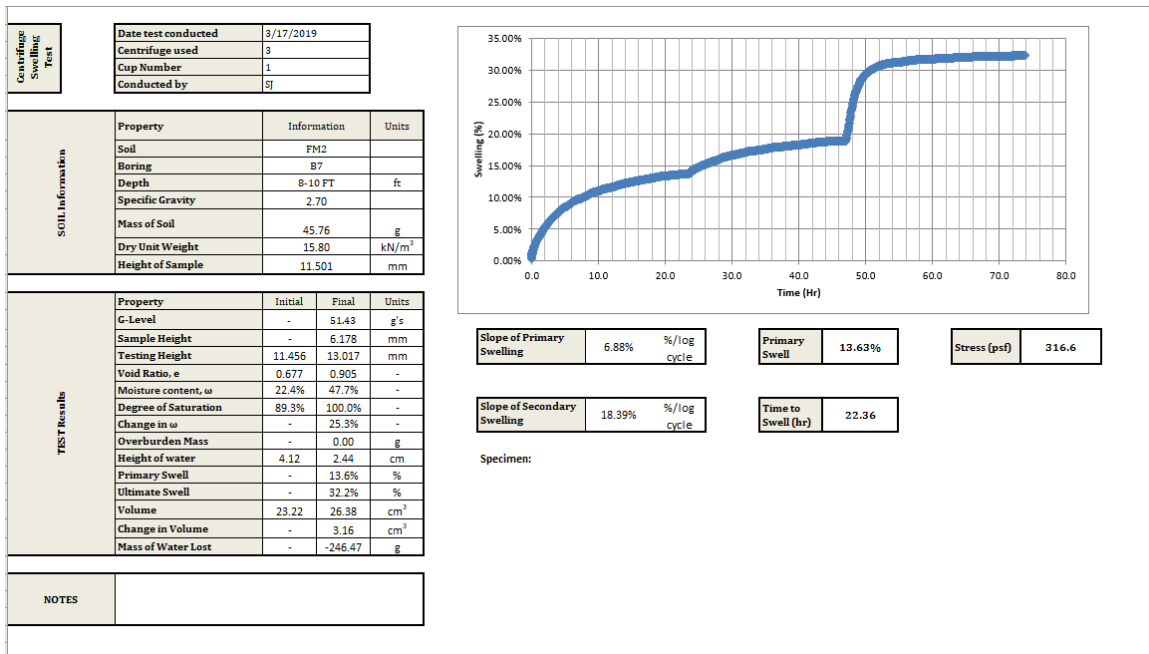 Centrifuge
Swelling
Test
Date test conducted 3/17/2019
Centrifuge used 3
Cup Number 1
Conducted by SJ
SOIL Information
Property Information Units
Soil FM2
Boring B7
Depth 8-10 FT ft
Specific Gravity 2.70
Mass of Soil 45.76 g
Dry Unit Weight 15.80 kN/m³
Height of Sample 11.501 mm
TEST Results
Property Initial Final Units
G-Level - 51.43 g's
Sample Height - 6.178 mm
Testing Height 11.456 13.017 mm
Void Ratio, e 0.677 0.905 -
Moisture content, ω 22.4% 47.7% -
Degree of Saturation 89.3% 100.0% -
Change in ω - 25.3% -
Overburden Mass - 0.00 g
Height of water 4.12 2.44 cm
Primary Swell - 13.6% %
Ultimate Swell - 32.2% %
Volume 23.22 26.38 cm³
Change in Volume - 3.16 cm³
Mass of Water Lost - -246.47 g
NOTES
Swelling (%)
35.00%
30.00%
25.00%
20.00%
15.00%
10.00%
5.00%
0.00%
0.0 10.0 20.0 30.0 40.0 50.0 60.0 70.0 80.0
Time (Hr)
Slope of Primary
Swelling
6.88%
%/log
cycle
Primary
Swell
13.63%
Stress (psf) 316.6
Slope of Secondary
Swelling
18.39%
%/log
cycle
Time to
Swell (hr)
22.36
Specimen: